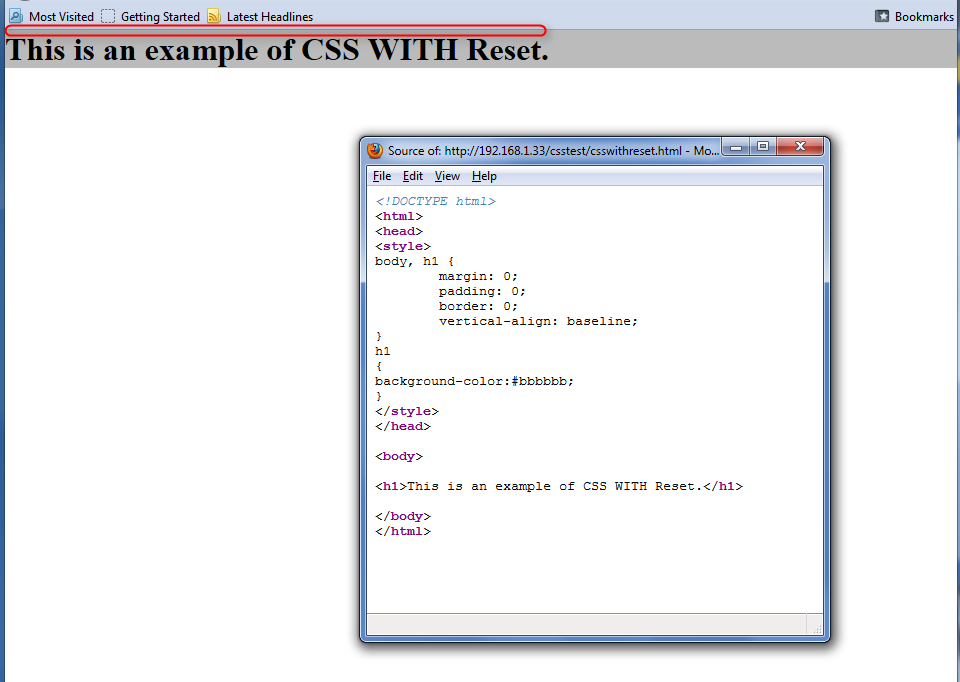 Most Visited Getting Started Latest Headlines Bookmarks
This is an example of CSS WITH Reset.
Source of: http://192.168.1.33/csstest/csswithreset.html - Mo...
File Edit View Help
<!DOCTYPE html>
<html>
<head>
<style>
body, h1 {
margin: 0;
padding: 0;
border: 0;
vertical-align: baseline;
}
h1
{
background-color:#bbbbbb;
}
</style>
</head>
<body>
<h1>This is an example of CSS WITH Reset.</h1>
</body>
</html>